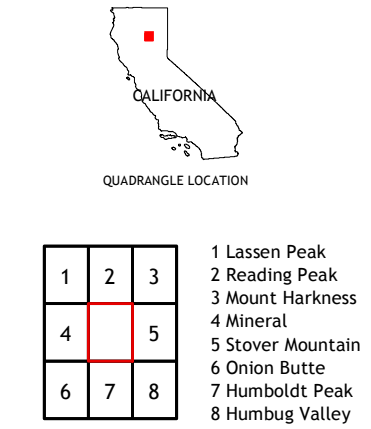 CALIFORNIA
QUADRANGLE LOCATION
1 2 3
4 5
6 7 8
1 Lassen Peak
2 Reading Peak
3 Mount Harkness
4 Mineral
5 Stover Mountain
6 Onion Butte
7 Humboldt Peak
8 Humbug Valley